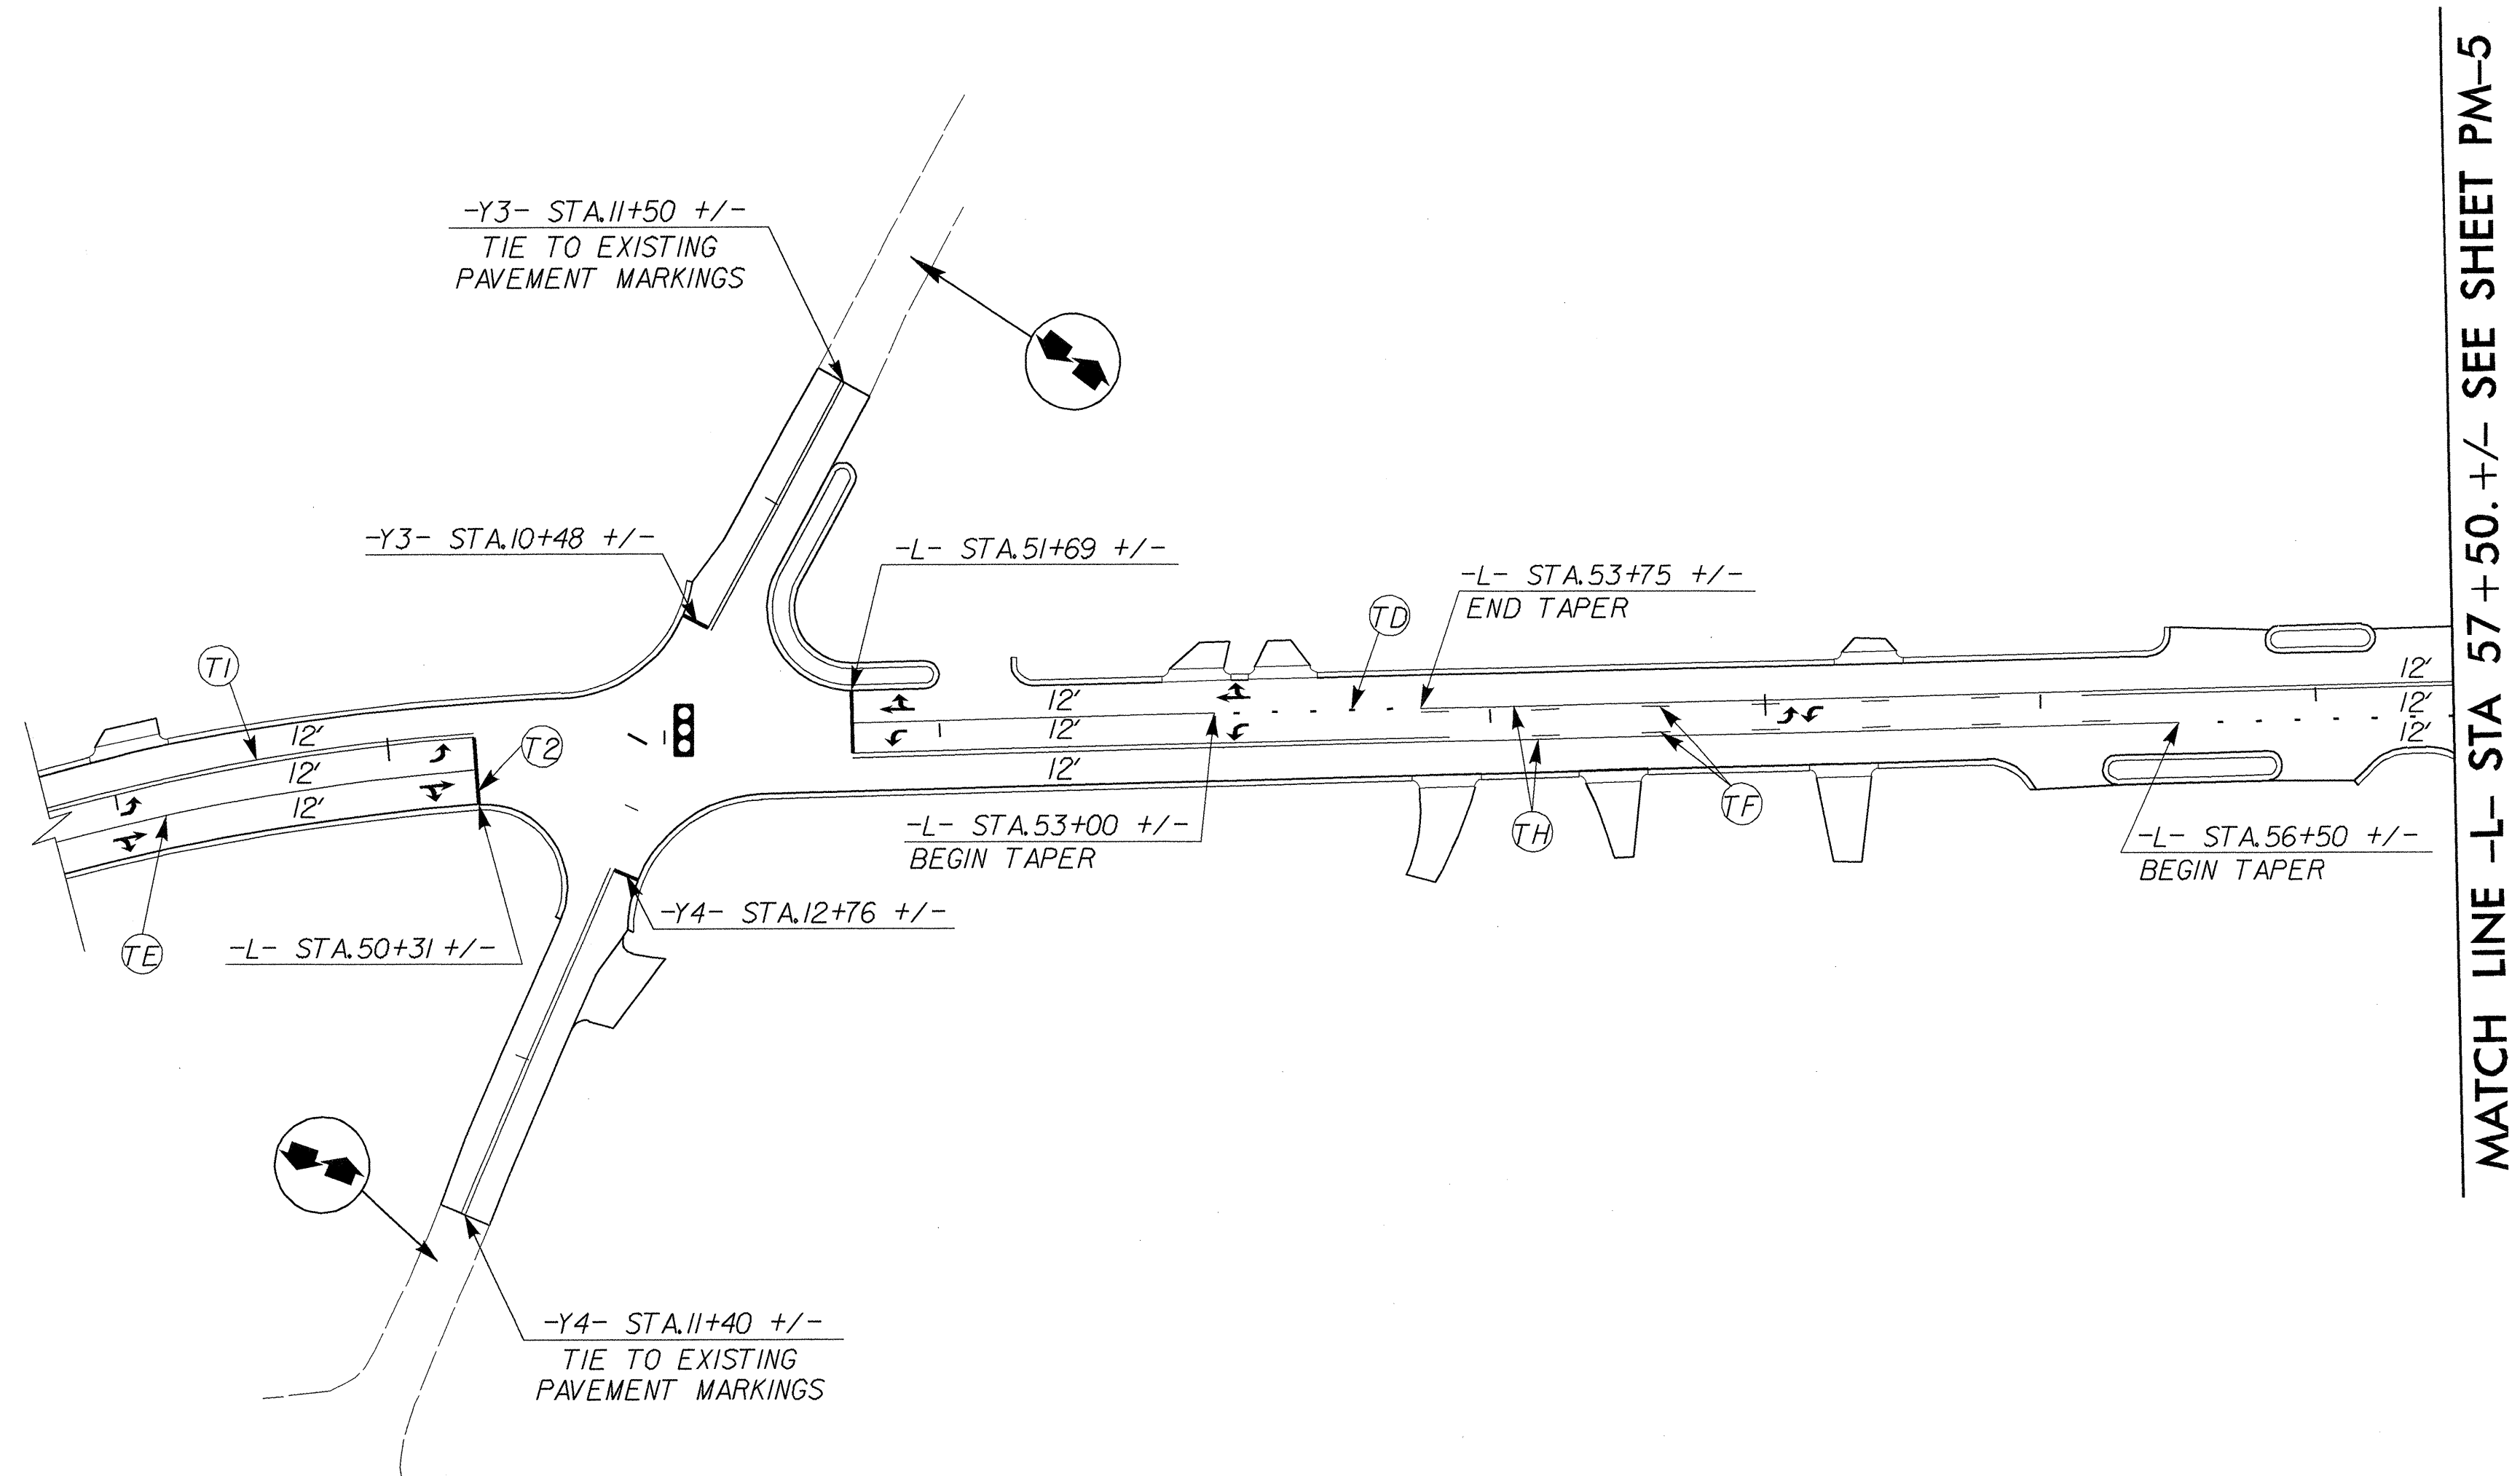 -Y3- STA.11+50 +/-
TIE TO EXISTING
PAVEMENT MARKINGS
-Y3- STA.10+48 +/-
-L- STA.51+69 +/-
-L- STA.53+75 +/-
END TAPER
TD
T1
T2
12'
12'
12'
12'
12'
12'
12'
12'
12'
TH
TF
-L- STA.53+00 +/-
BEGIN TAPER
-L- STA.56+50 +/-
BEGIN TAPER
-Y4- STA.12+76 +/-
TE
-L- STA.50+31 +/-
-Y4- STA.11+40 +/-
TIE TO EXISTING
PAVEMENT MARKINGS
MATCH LINE -L- STA 57+50.+/- SEE SHEET PM-5